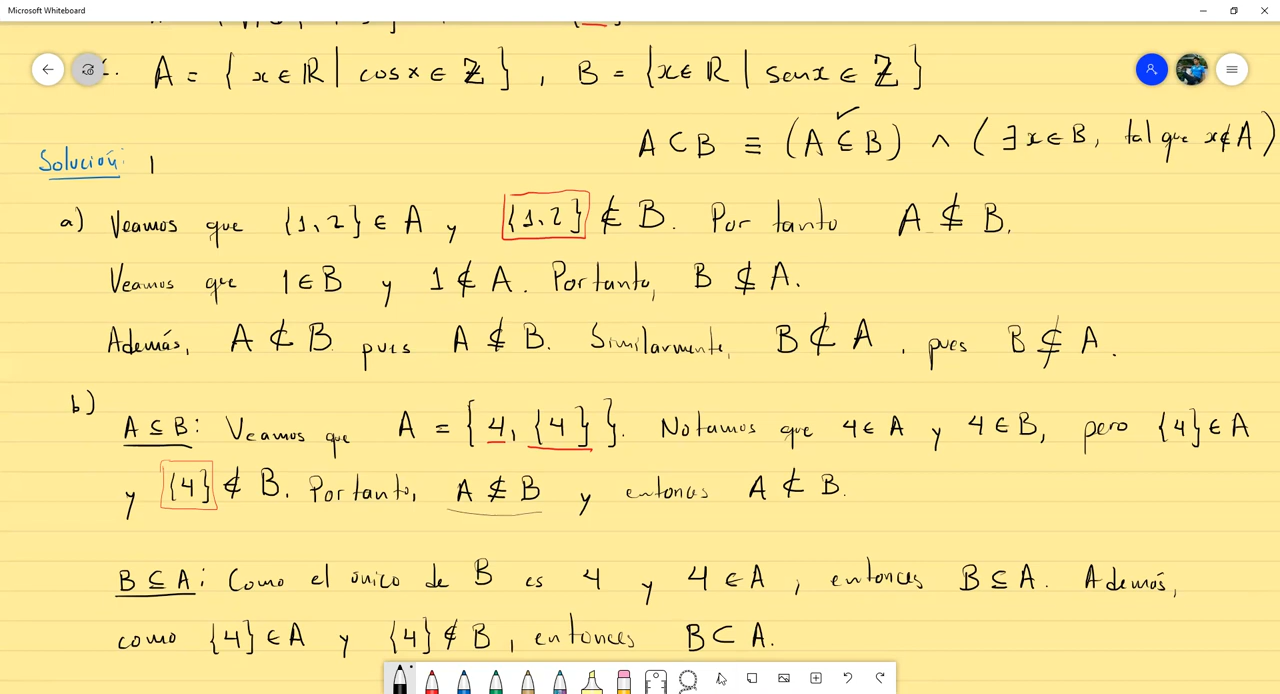 Microsoft Whiteboard
A = { x ∈ ℝ | cos x ∈ ℤ } , B = { x ∈ ℝ | sen x ∈ ℤ }
A ⊂ B ≡ (A ⊆ B) ∧ ( ∃ x ∈ B, tal que x ∉ A )
Solución: 1
a) Veamos que {1,2} ∈ A y {1,2} ∉ B. Por tanto A ⊈ B.
Veamos que 1 ∈ B y 1 ∉ A. Por tanto, B ⊈ A.
Además, A ⊄ B pues A ⊈ B. Similarmente, B ⊄ A, pues B ⊈ A.
b)
A ⊆ B: Veamos que A = { 4, {4} }. Notamos que 4 ∈ A y 4 ∈ B, pero {4} ∈ A
y {4} ∉ B. Por tanto, A ⊈ B y entonces A ⊄ B.
B ⊆ A: Como el único de B es 4 y 4 ∈ A, entonces B ⊆ A. Además,
como {4} ∈ A y {4} ∉ B, entonces B ⊂ A.